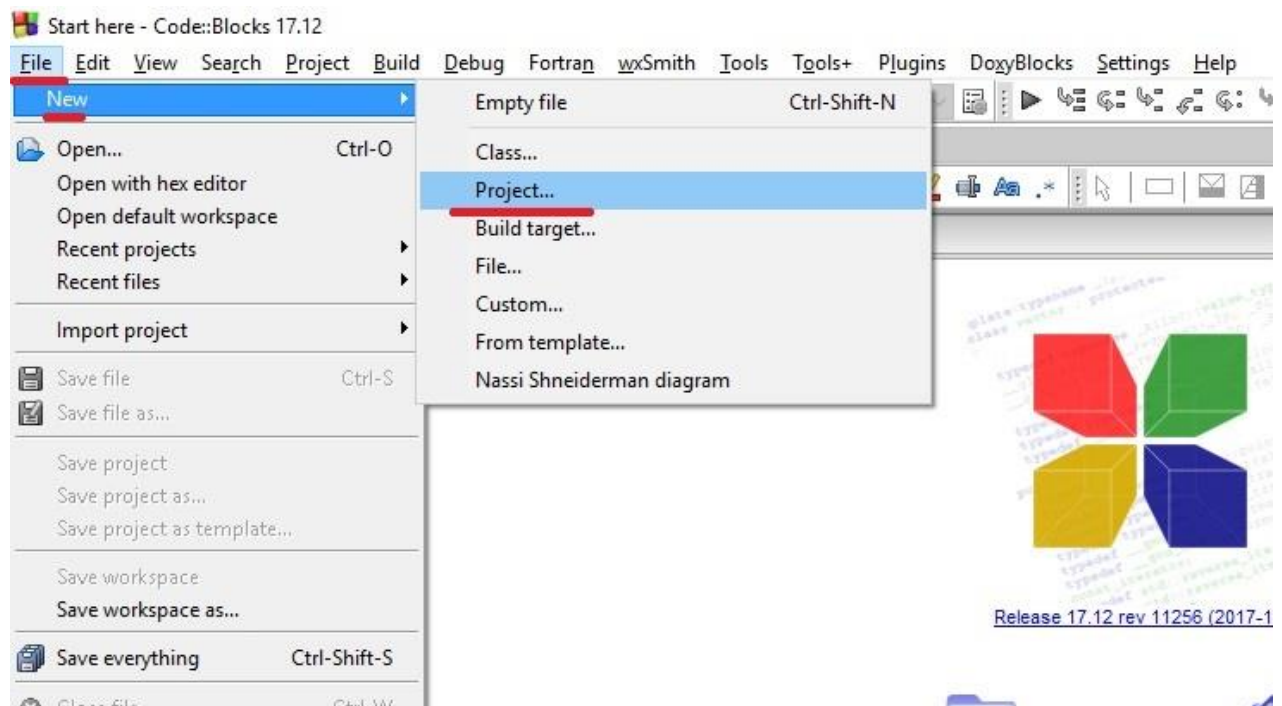 Start here - Code::Blocks 17.12
File Edit View Search Project Build Debug Fortran wxSmith Tools Tools+ Plugins DoxyBlocks Settings Help
New
Open... Ctrl-O
Open with hex editor
Open default workspace
Recent projects
Recent files
Import project
Save file Ctrl-S
Save file as...
Save project
Save project as...
Save project as template...
Save workspace
Save workspace as...
Save everything Ctrl-Shift-S
Close file Ctrl-W
Empty file Ctrl-Shift-N
Class...
Project...
Build target...
File...
Custom...
From template...
Nassi Shneiderman diagram
Release 17.12 rev 11256 (2017-1